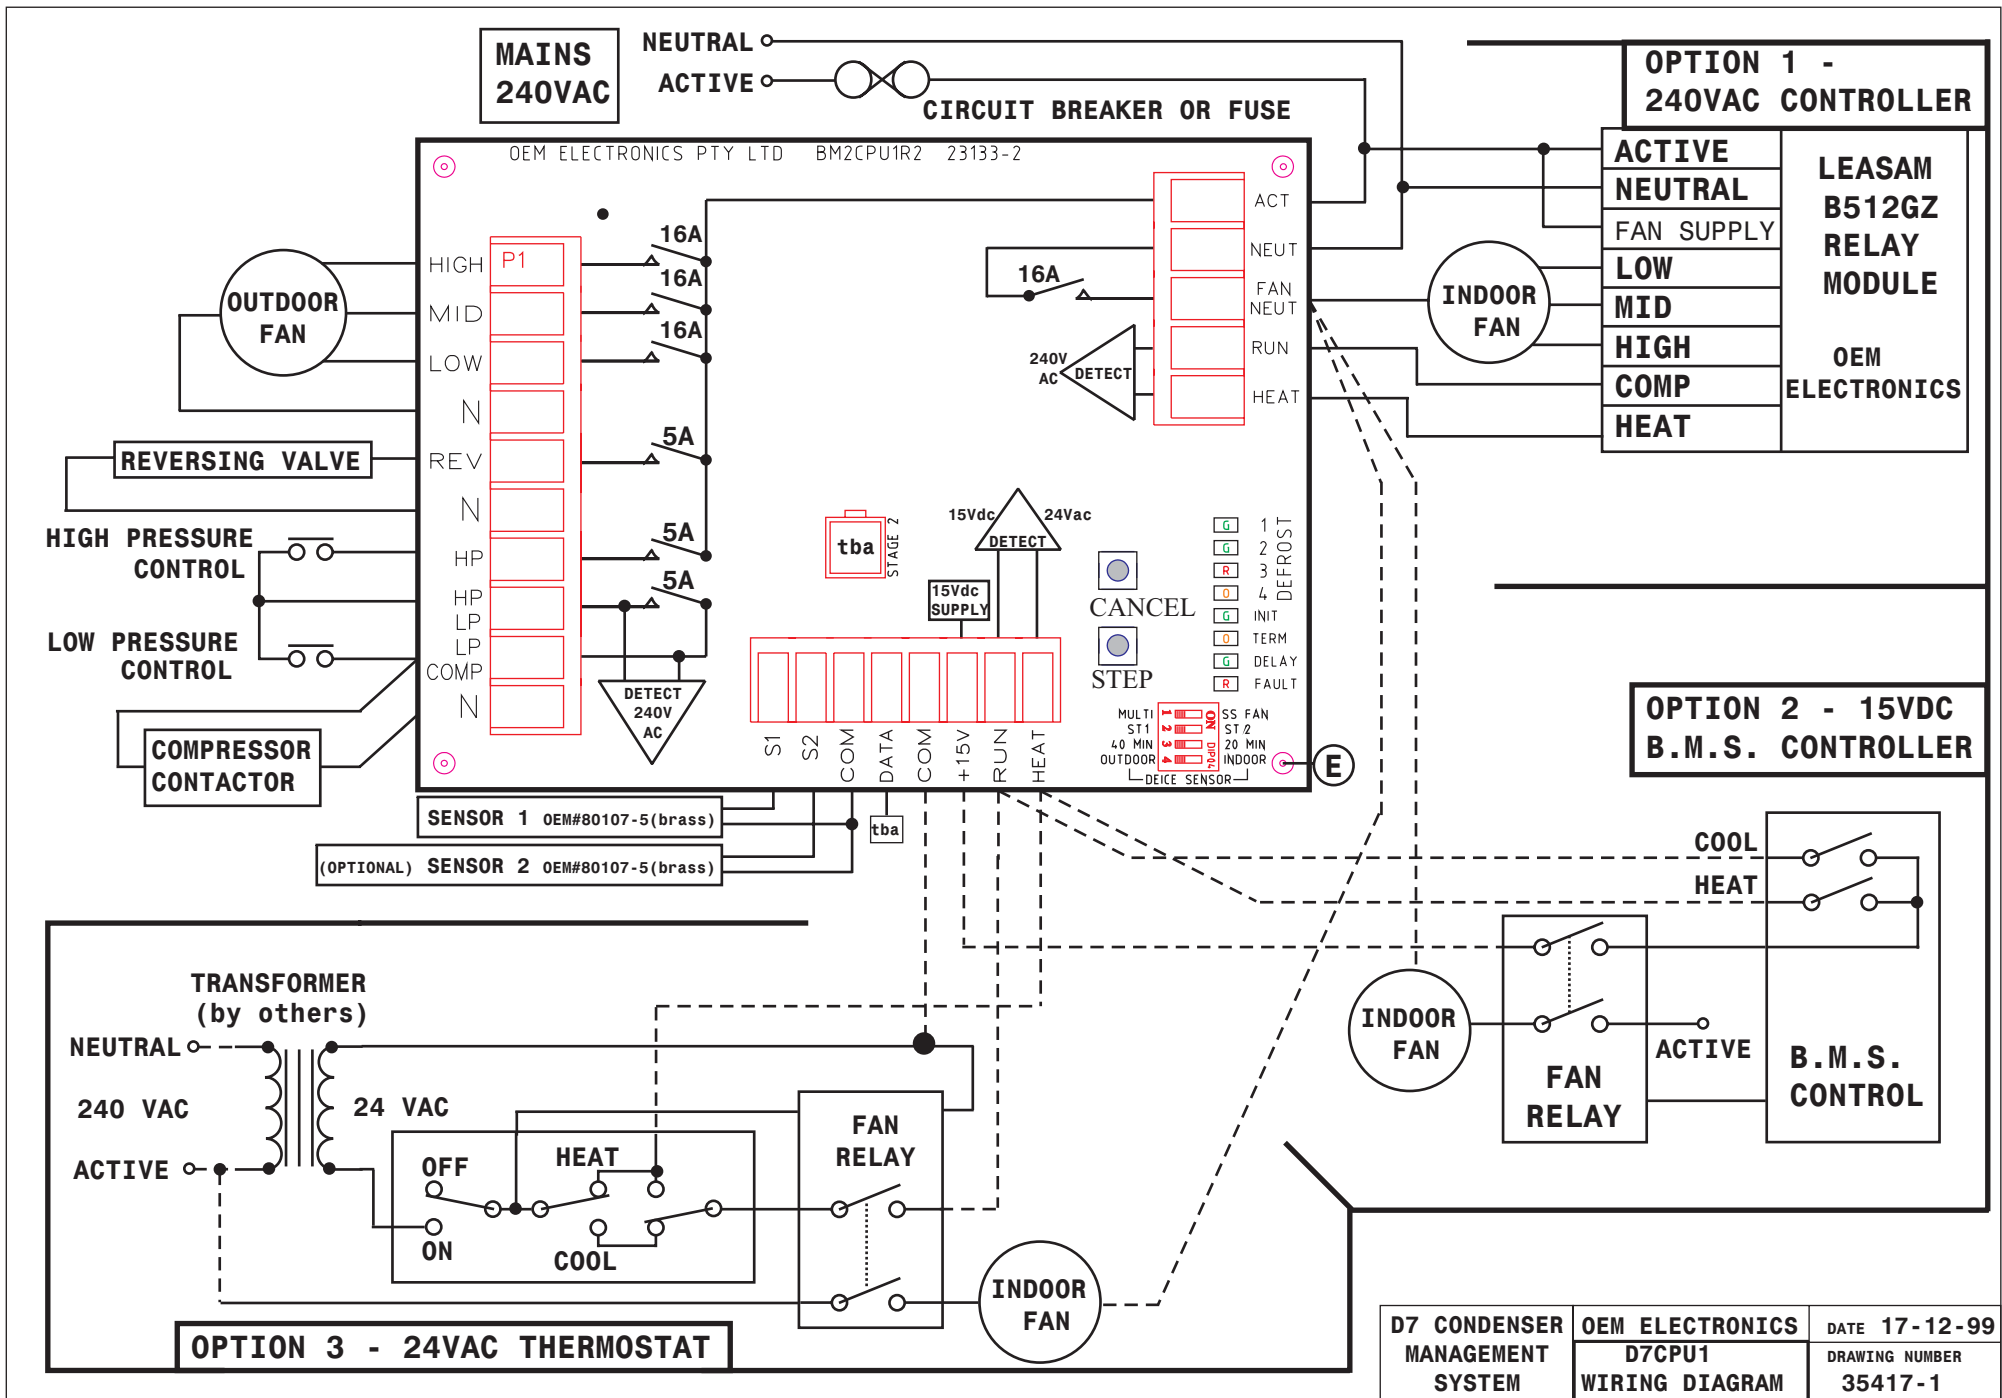 MAINS
240VAC
NEUTRAL
ACTIVE
CIRCUIT BREAKER OR FUSE
OPTION 1 -
240VAC CONTROLLER
ACTIVE
NEUTRAL
FAN SUPPLY
LOW
MID
HIGH
COMP
HEAT
LEASAM
B512GZ
RELAY
MODULE
OEM
ELECTRONICS
INDOOR
FAN
OEM ELECTRONICS PTY LTD BM2CPU1R2 23133-2
P1
HIGH
MID
LOW
N
REV
N
HP
HP
LP
LP
COMP
N
16A
16A
16A
5A
5A
5A
DETECT
240V
AC
16A
ACT
NEUT
FAN
NEUT
RUN
HEAT
240V
AC
DETECT
OUTDOOR
FAN
REVERSING VALVE
HIGH PRESSURE
CONTROL
LOW PRESSURE
CONTROL
COMPRESSOR
CONTACTOR
tba
STAGE 2
15Vdc
24Vac
DETECT
15Vdc
SUPPLY
CANCEL
STEP
G 1
G 2
R 3
O 4
DEFROST
G INIT
O TERM
G DELAY
R FAULT
MULTI 1 SS FAN
ST1 2 ST2
40 MIN 3 20 MIN
OUTDOOR 4 INDOOR
ON
DIP04
DEICE SENSOR
E
S1
S2
COM
DATA
COM
+15V
RUN
HEAT
SENSOR 1 OEM#80107-5(brass)
(OPTIONAL) SENSOR 2 OEM#80107-5(brass)
tba
OPTION 2 - 15VDC
B.M.S. CONTROLLER
COOL
HEAT
INDOOR
FAN
FAN
RELAY
ACTIVE
B.M.S.
CONTROL
TRANSFORMER
(by others)
NEUTRAL
240 VAC
ACTIVE
24 VAC
OFF
ON
HEAT
COOL
FAN
RELAY
INDOOR
FAN
OPTION 3 - 24VAC THERMOSTAT
D7 CONDENSER
MANAGEMENT
SYSTEM
OEM ELECTRONICS
D7CPU1
WIRING DIAGRAM
DATE 17-12-99
DRAWING NUMBER
35417-1